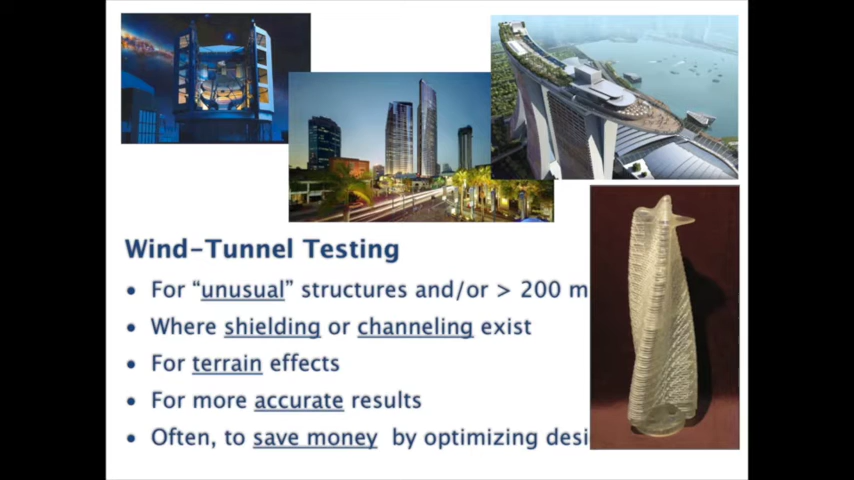 Wind-Tunnel Testing
• For “unusual” structures and/or > 200 m
• Where shielding or channeling exist
• For terrain effects
• For more accurate results
• Often, to save money by optimizing desi